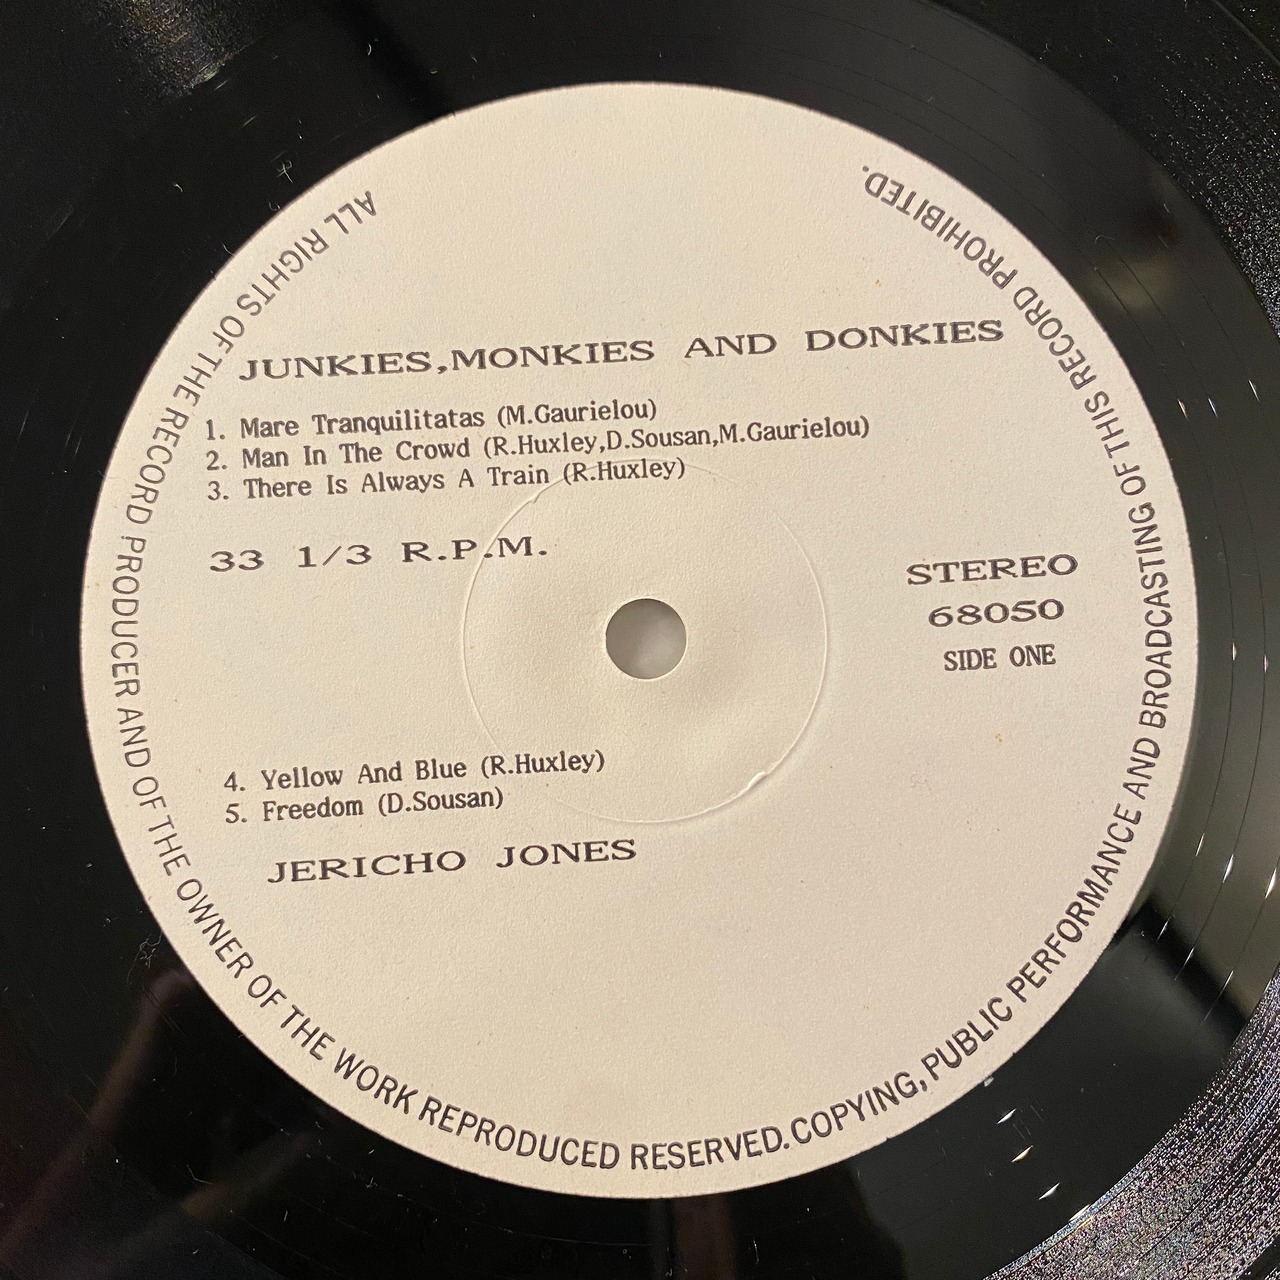 JUNKIES,MONKIES AND DONKIES
1. Mare Tranquilitatas (M.Gaurielou)
2. Man In The Crowd (R.Huxley,D.Sousan,M.Gaurielou)
3. There Is Always A Train (R.Huxley)
33 1/3 R.P.M.
STEREO
68050
SIDE ONE
4. Yellow And Blue (R.Huxley)
5. Freedom (D.Sousan)
JERICHO JONES
ALL RIGHTS OF THE RECORD PRODUCER AND OF THE OWNER OF THE WORK REPRODUCED RESERVED. COPYING, PUBLIC PERFORMANCE AND BROADCASTING OF THIS RECORD PROHIBITED.